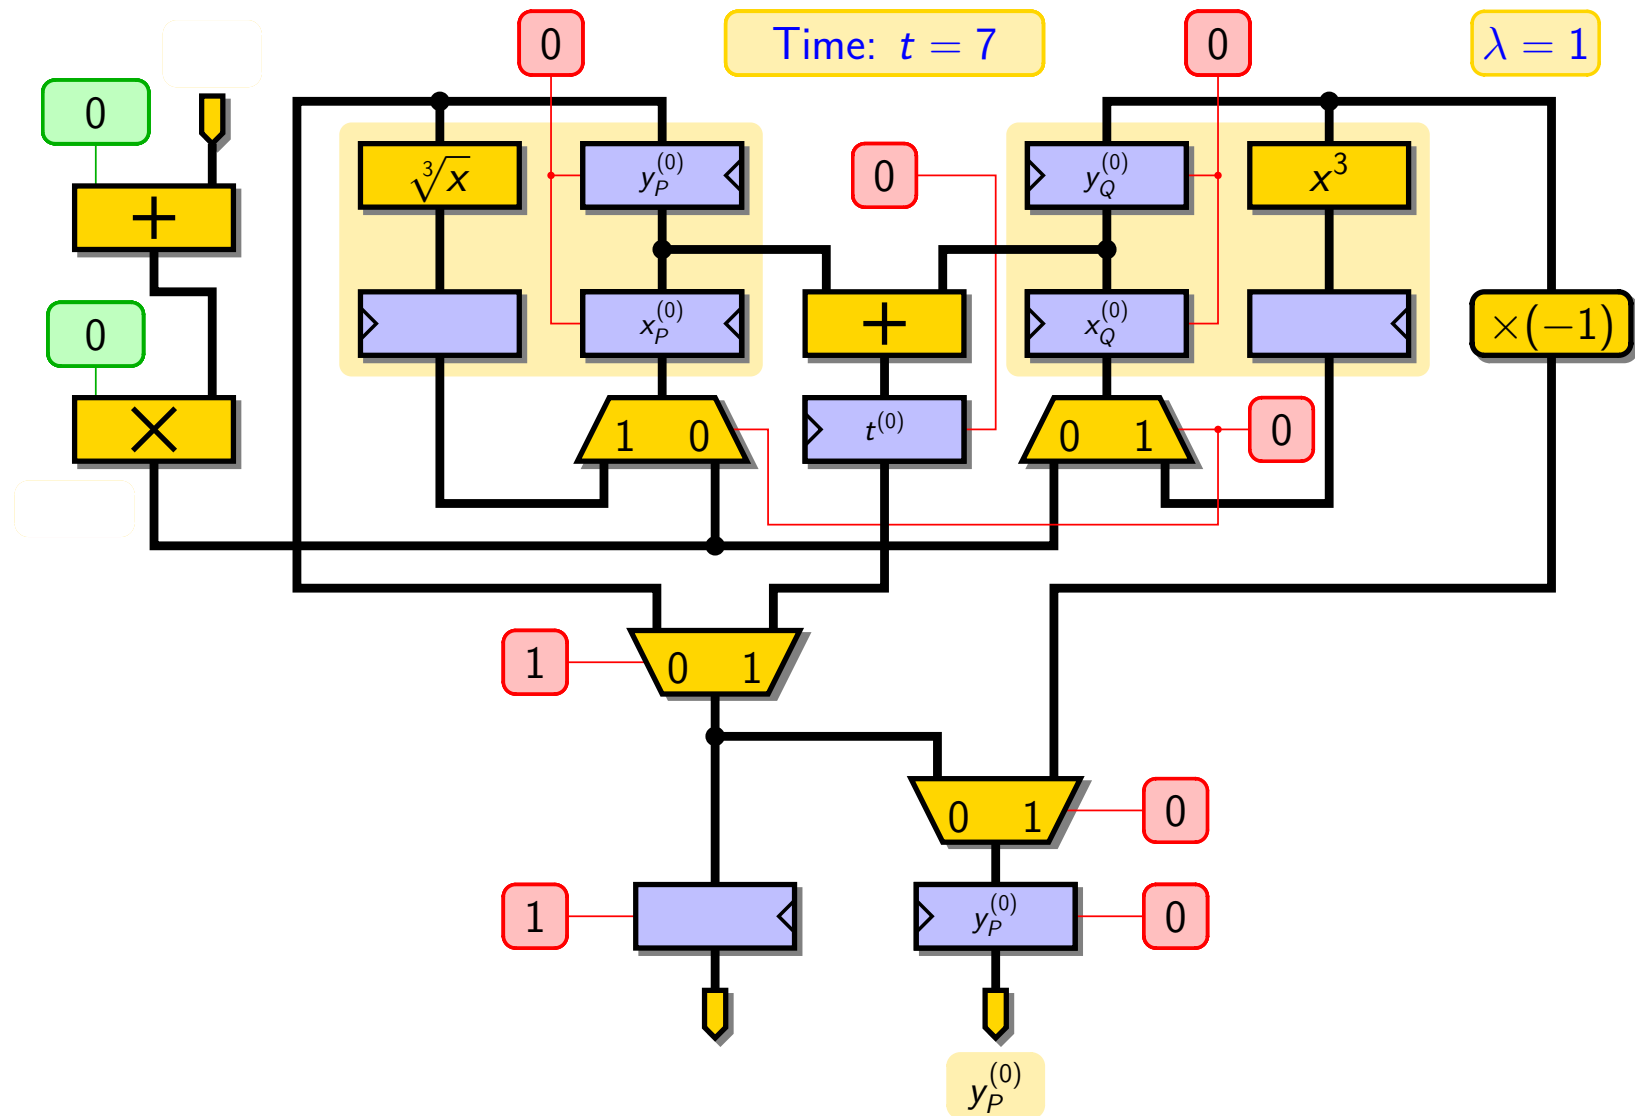 0 Time: t = 7 0 λ = 1
0
∛x y_P^(0) 0 y_Q^(0) x^3
+
0 x_P^(0) + x_Q^(0) ×(−1)
× 1 0 t^(0) 0 1 0
1 0 1
0 1 0
1 y_P^(0) 0
y_P^(0)